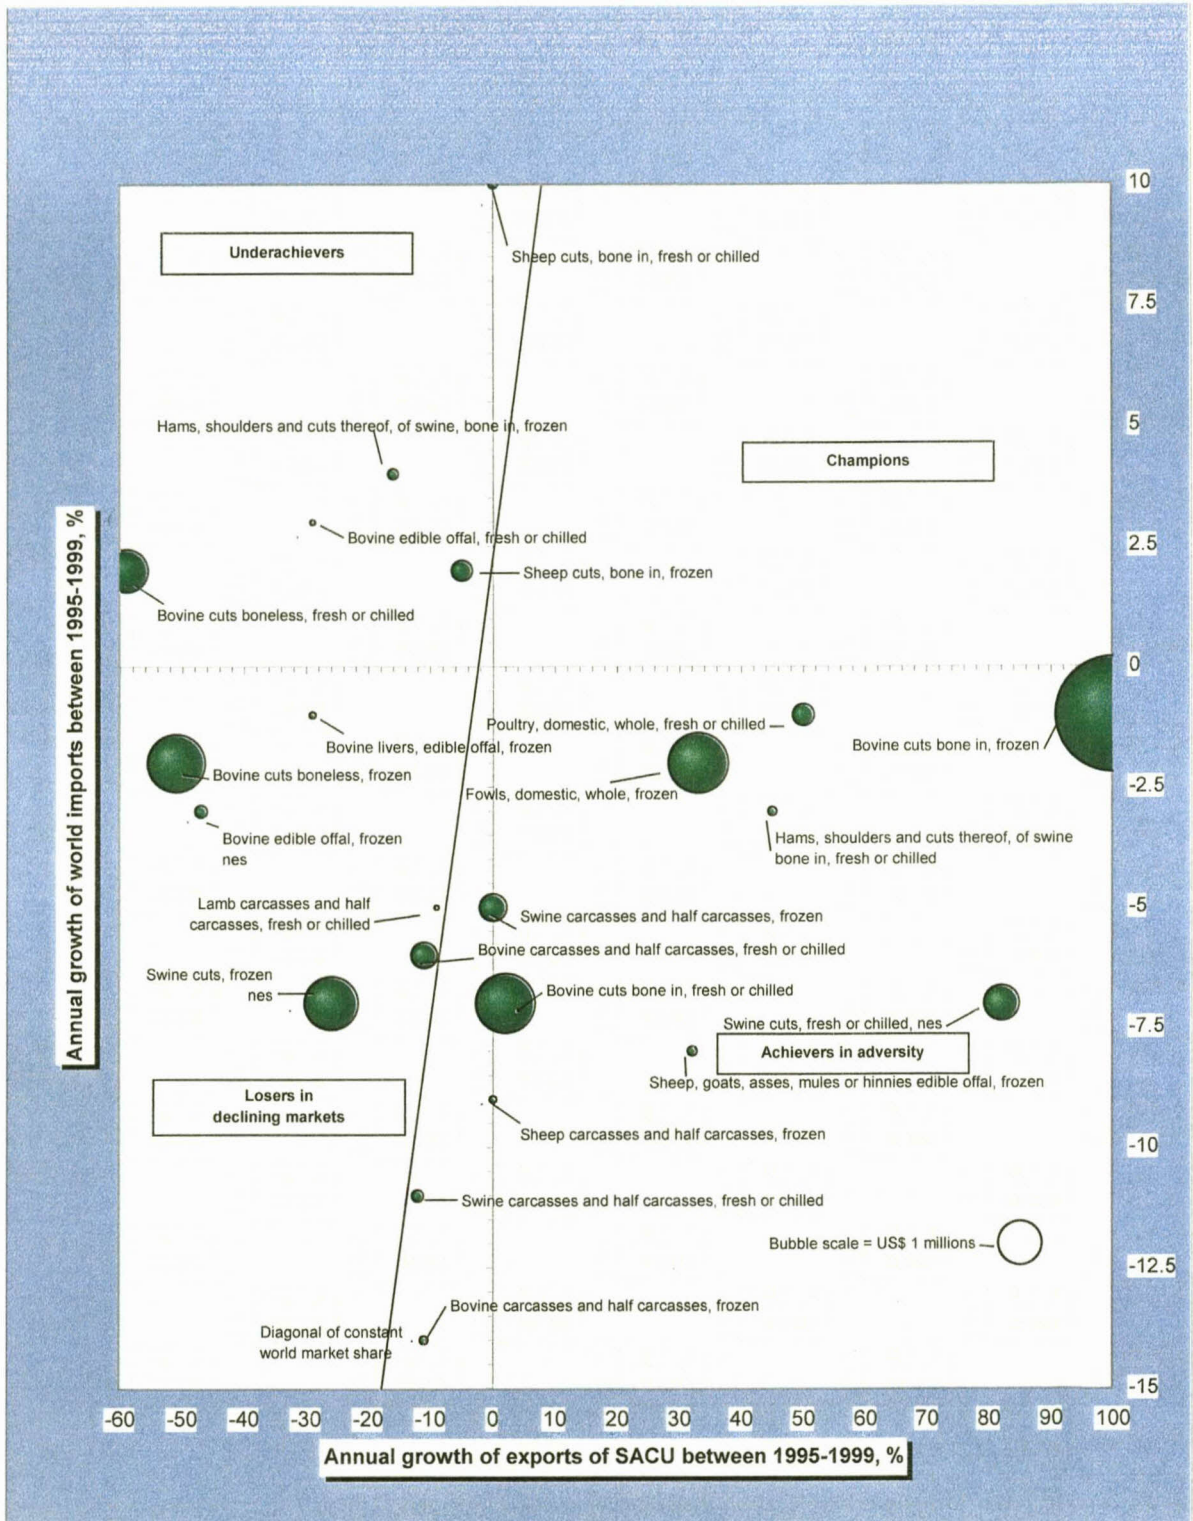 10
Underachievers
Sheep cuts, bone in, fresh or chilled
7.5
Hams, shoulders and cuts thereof, of swine, bone in, frozen
5
Champions
Bovine edible offal, fresh or chilled
2.5
Sheep cuts, bone in, frozen
Bovine cuts boneless, fresh or chilled
Annual growth of world imports between 1995-1999, %
0
Poultry, domestic, whole, fresh or chilled
Bovine cuts bone in, frozen
Bovine livers, edible offal, frozen
Bovine cuts boneless, frozen
-2.5
Fowls, domestic, whole, frozen
Bovine edible offal, frozen
nes
Hams, shoulders and cuts thereof, of swine
bone in, fresh or chilled
Lamb carcasses and half
carcasses, fresh or chilled
-5
Swine carcasses and half carcasses, frozen
Bovine carcasses and half carcasses, fresh or chilled
Swine cuts, frozen
nes
Bovine cuts bone in, fresh or chilled
Swine cuts, fresh or chilled, nes
-7.5
Achievers in adversity
Sheep, goats, asses, mules or hinnies edible offal, frozen
Losers in
declining markets
Sheep carcasses and half carcasses, frozen
-10
Swine carcasses and half carcasses, fresh or chilled
Bubble scale = US$ 1 millions
-12.5
Bovine carcasses and half carcasses, frozen
Diagonal of constant
world market share
-15
-60 -50 -40 -30 -20 -10 0 10 20 30 40 50 60 70 80 90 100
Annual growth of exports of SACU between 1995-1999, %